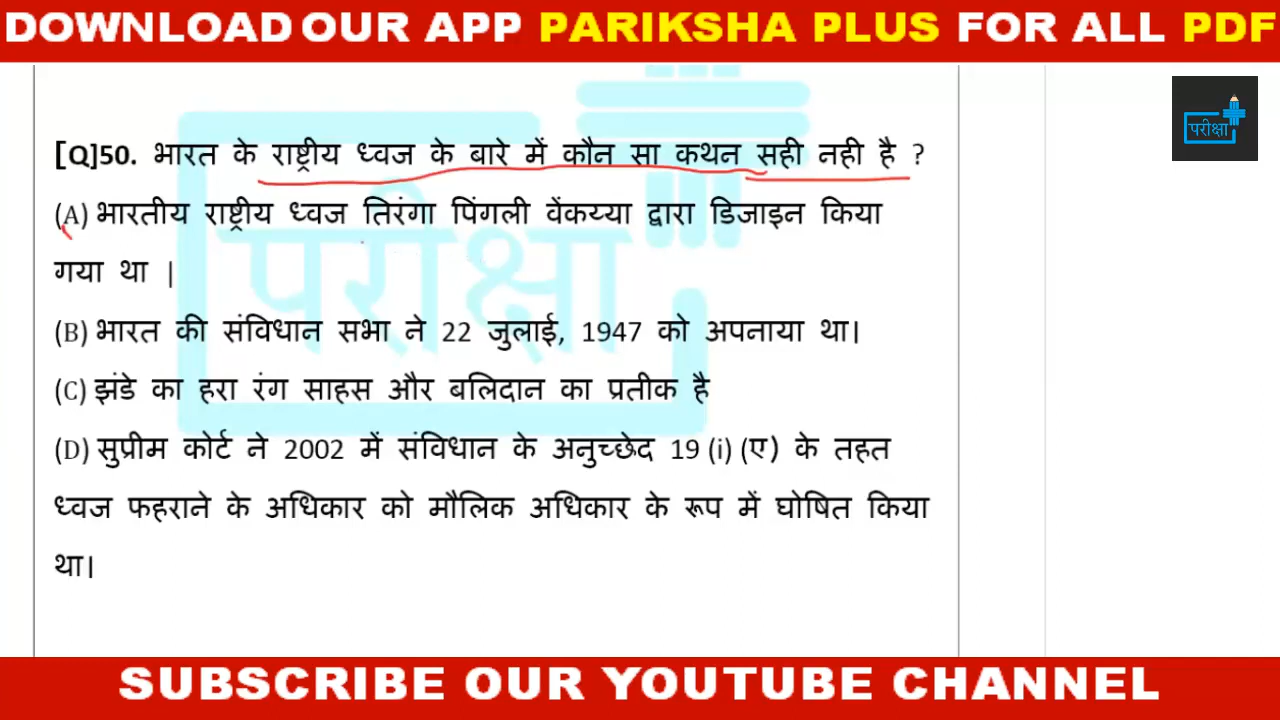 DOWNLOAD OUR APP PARIKSHA PLUS FOR ALL PDF
परीक्षा
[Q]50. भारत के राष्ट्रीय ध्वज के बारे में कौन सा कथन सही नही है ?
(A) भारतीय राष्ट्रीय ध्वज तिरंगा पिंगली वेंकय्या द्वारा डिजाइन किया
गया था |
परीक्षा
(B) भारत की संविधान सभा ने 22 जुलाई, 1947 को अपनाया था।
(C) झंडे का हरा रंग साहस और बलिदान का प्रतीक है
(D) सुप्रीम कोर्ट ने 2002 में संविधान के अनुच्छेद 19 (i) (ए) के तहत
ध्वज फहराने के अधिकार को मौलिक अधिकार के रूप में घोषित किया
था।
SUBSCRIBE OUR YOUTUBE CHANNEL